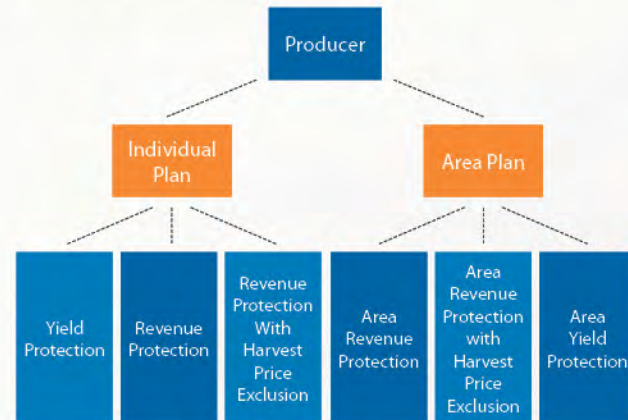 Producer
Individual
Plan
Area Plan
Yield
Protection
Revenue
Protection
Revenue
Protection
With
Harvest
Price
Exclusion
Area
Revenue
Protection
Area
Revenue
Protection
with
Harvest
Price
Exclusion
Area
Yield
Protection